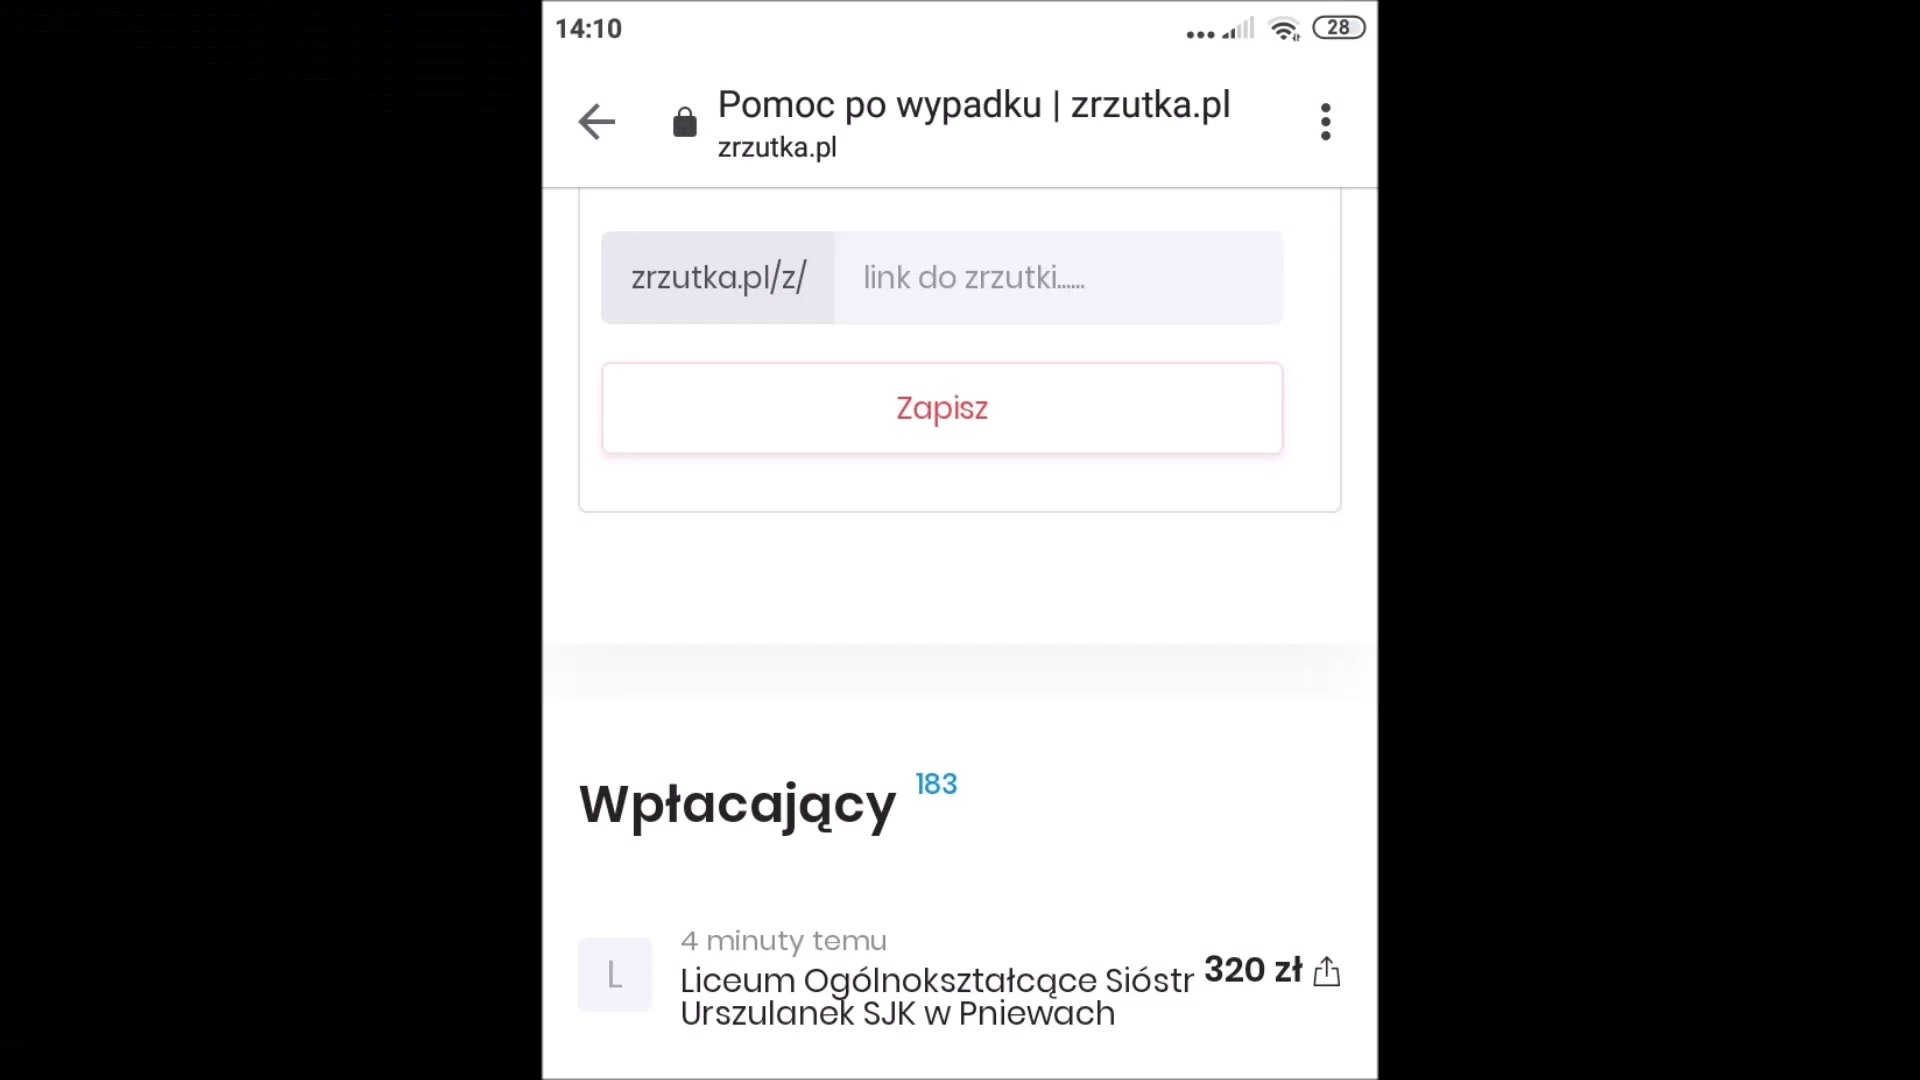 14:10
28
Pomoc po wypadku | zrzutka.pl
zrzutka.pl
zrzutka.pl/z/ link do zrzutki......
Zapisz
Wpłacający 183
4 minuty temu
L
Liceum Ogólnokształcące Sióstr 320 zł
Urszulanek SJK w Pniewach